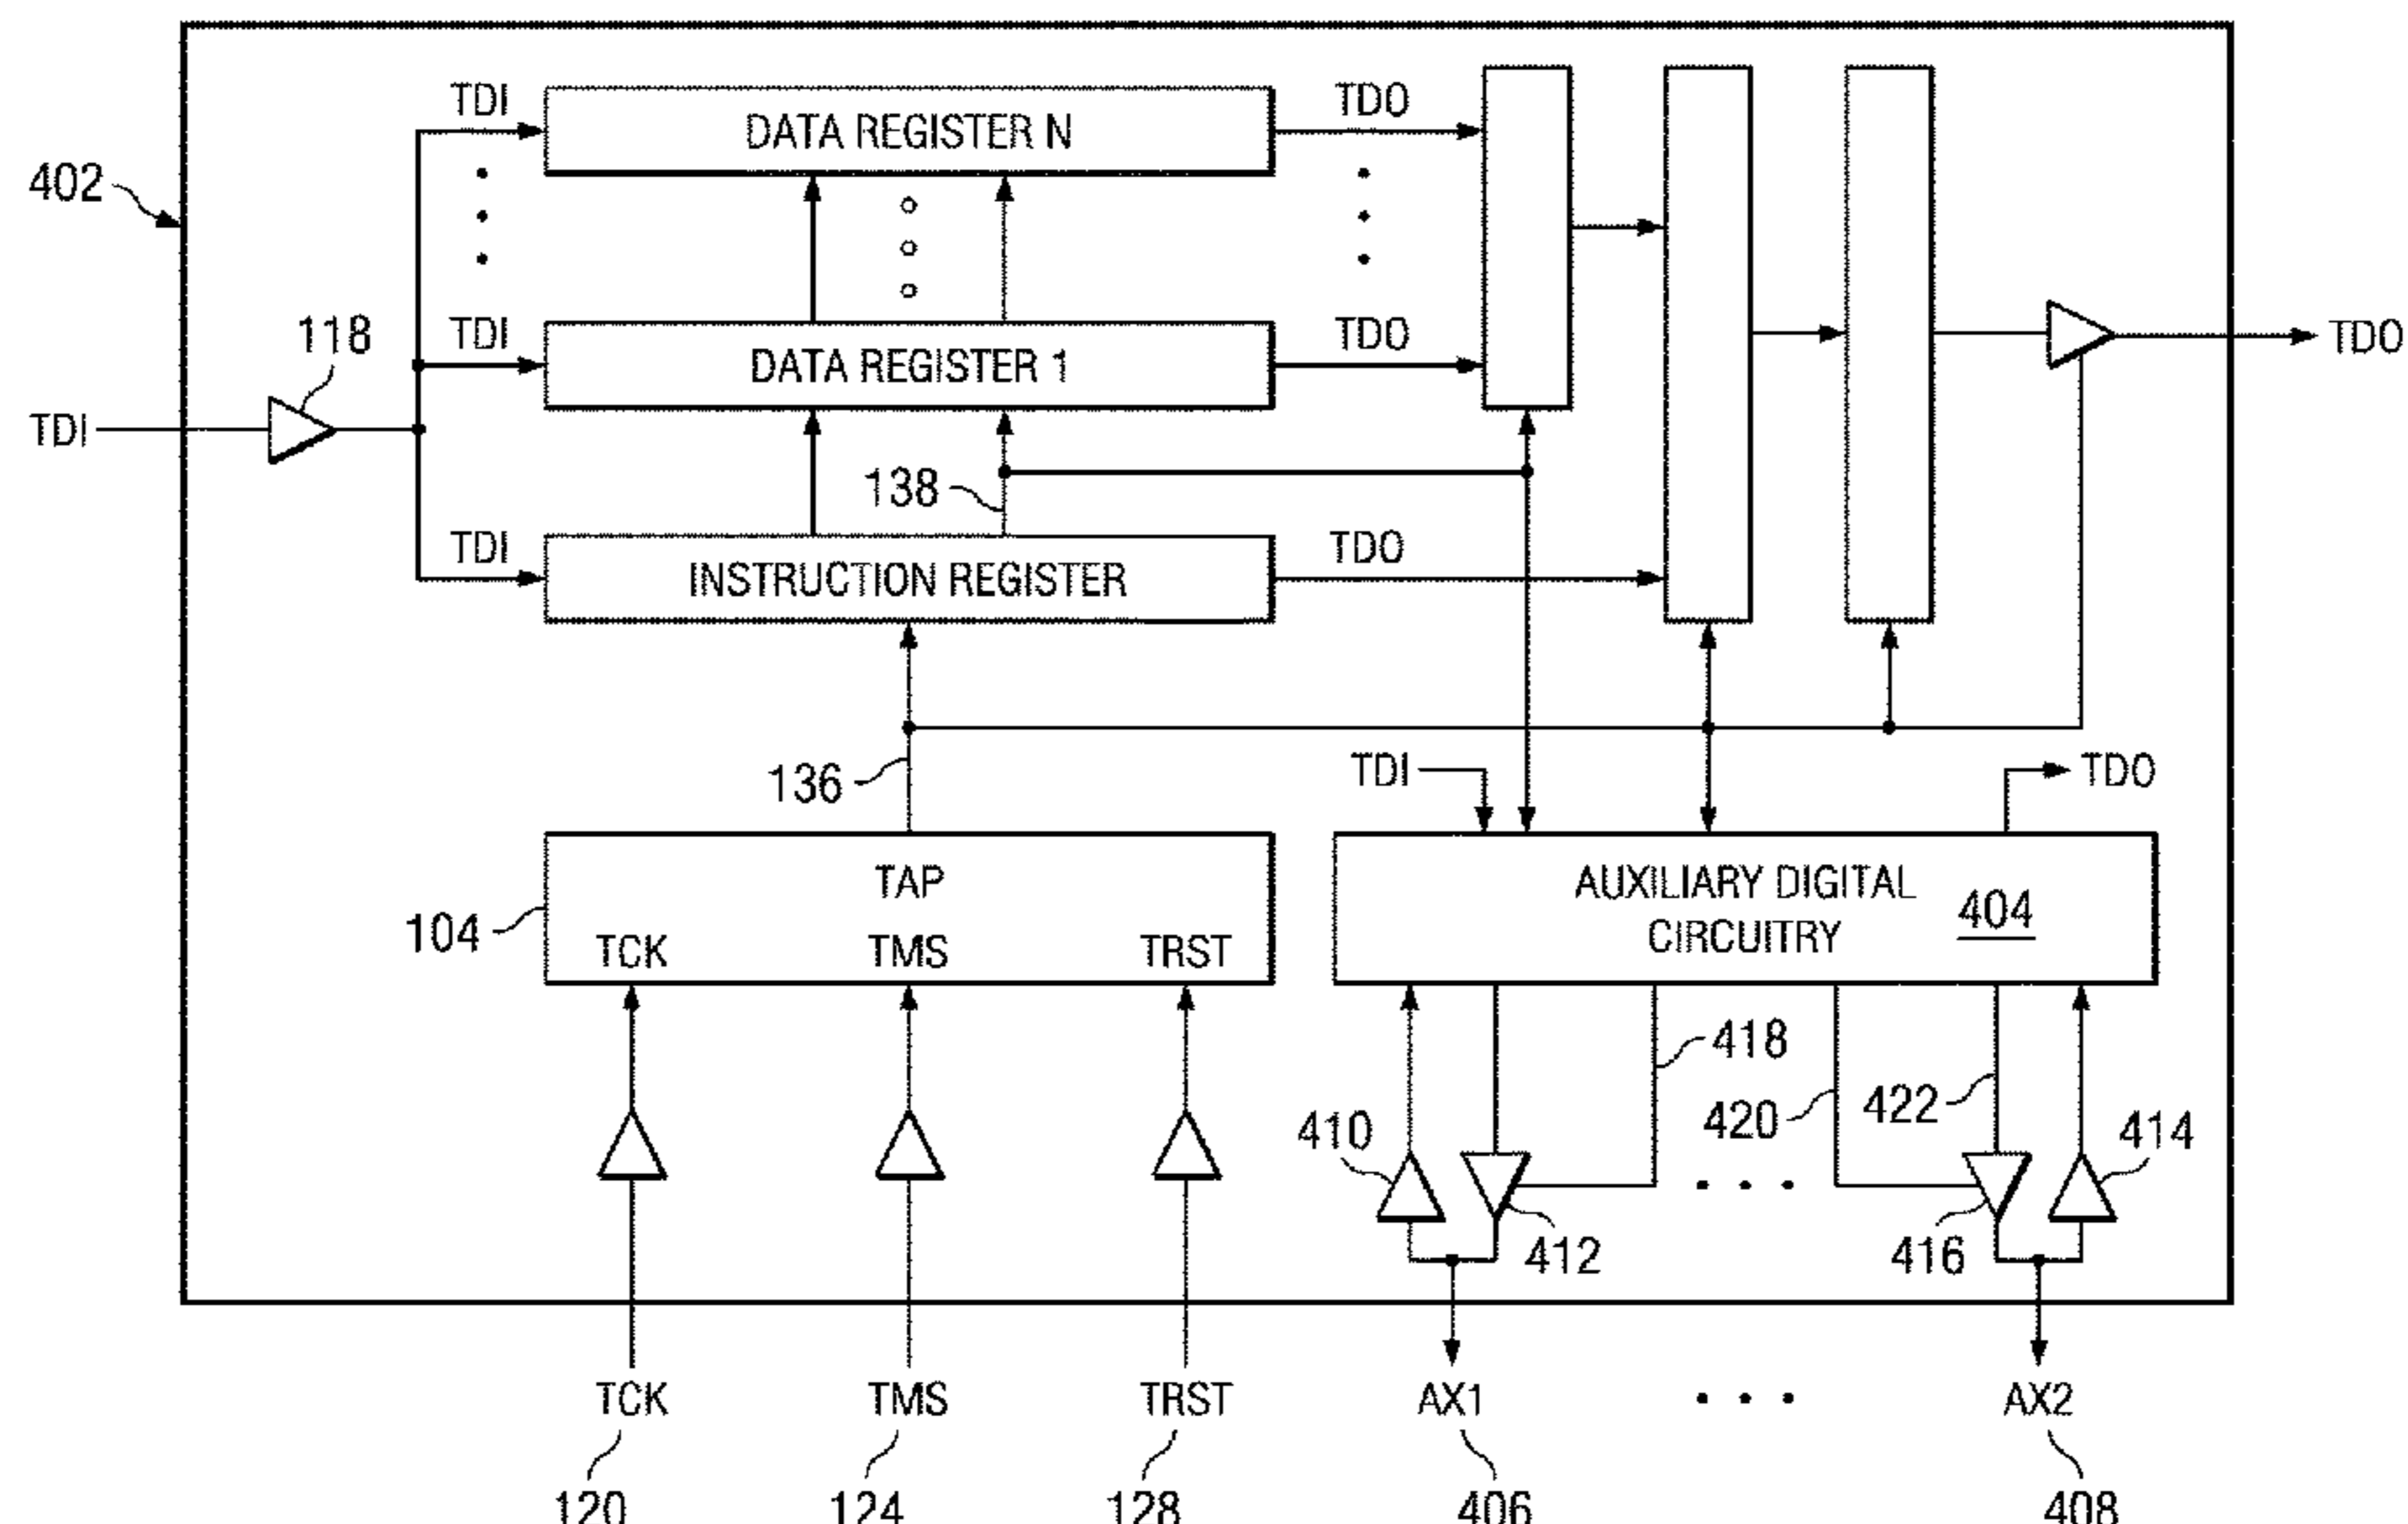 TDI
DATA REGISTER N
TDO
402
118
TDI
DATA REGISTER 1
TDO
TDO
TDI
138
TDI
INSTRUCTION REGISTER
TDO
136
TDI
TDO
TAP
104
TCK
TMS
TRST
AUXILIARY DIGITAL
CIRCUITRY
404
418
422
420
410
414
412
416
TCK
TMS
TRST
AX1
AX2
120
124
128
406
408